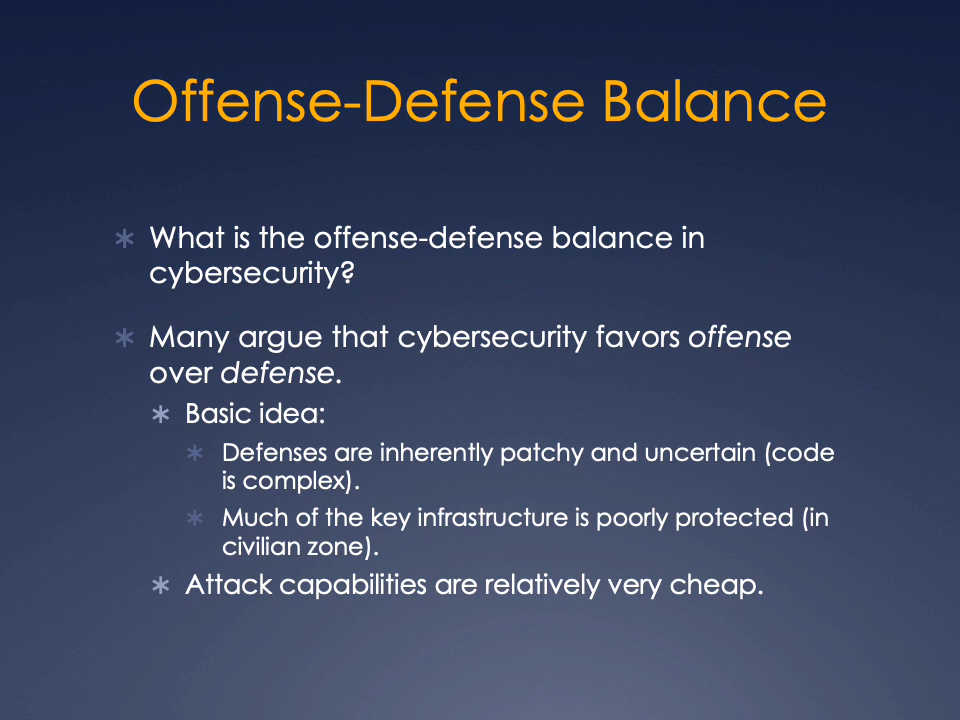 Offense-Defense Balance
What is the offense-defense balance in
cybersecurity?
Many argue that cybersecurity favors offense
over defense.
Basic idea:
Defenses are inherently patchy and uncertain (code
is complex).
Much of the key infrastructure is poorly protected (in
civilian zone).
Attack capabilities are relatively very cheap.